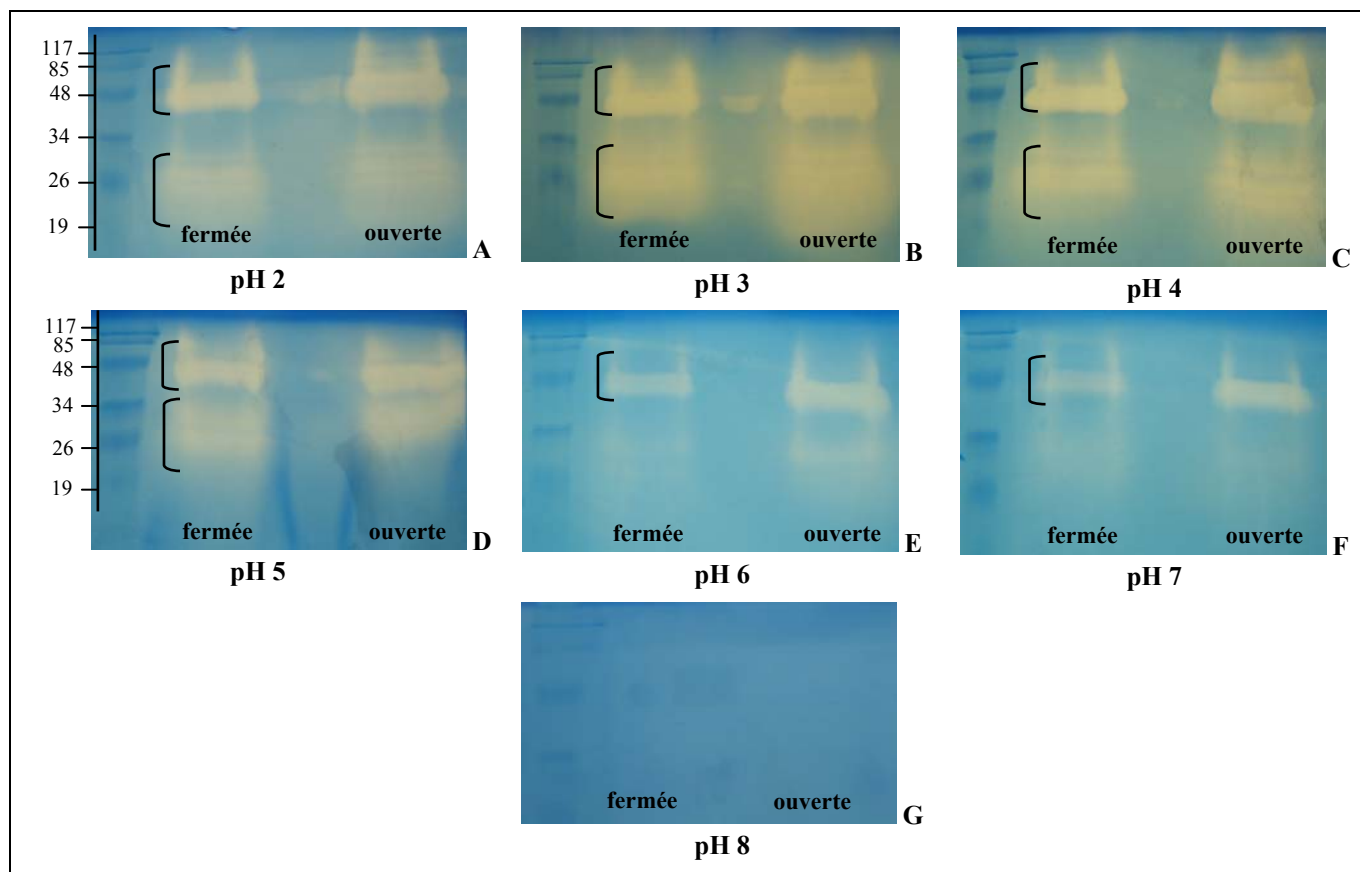 117
85
48
34
26
19
fermée ouverte A
pH 2
fermée ouverte B
pH 3
fermée ouverte C
pH 4
117
85
48
34
26
19
fermée ouverte D
pH 5
fermée ouverte E
pH 6
fermée ouverte F
pH 7
fermée ouverte G
pH 8